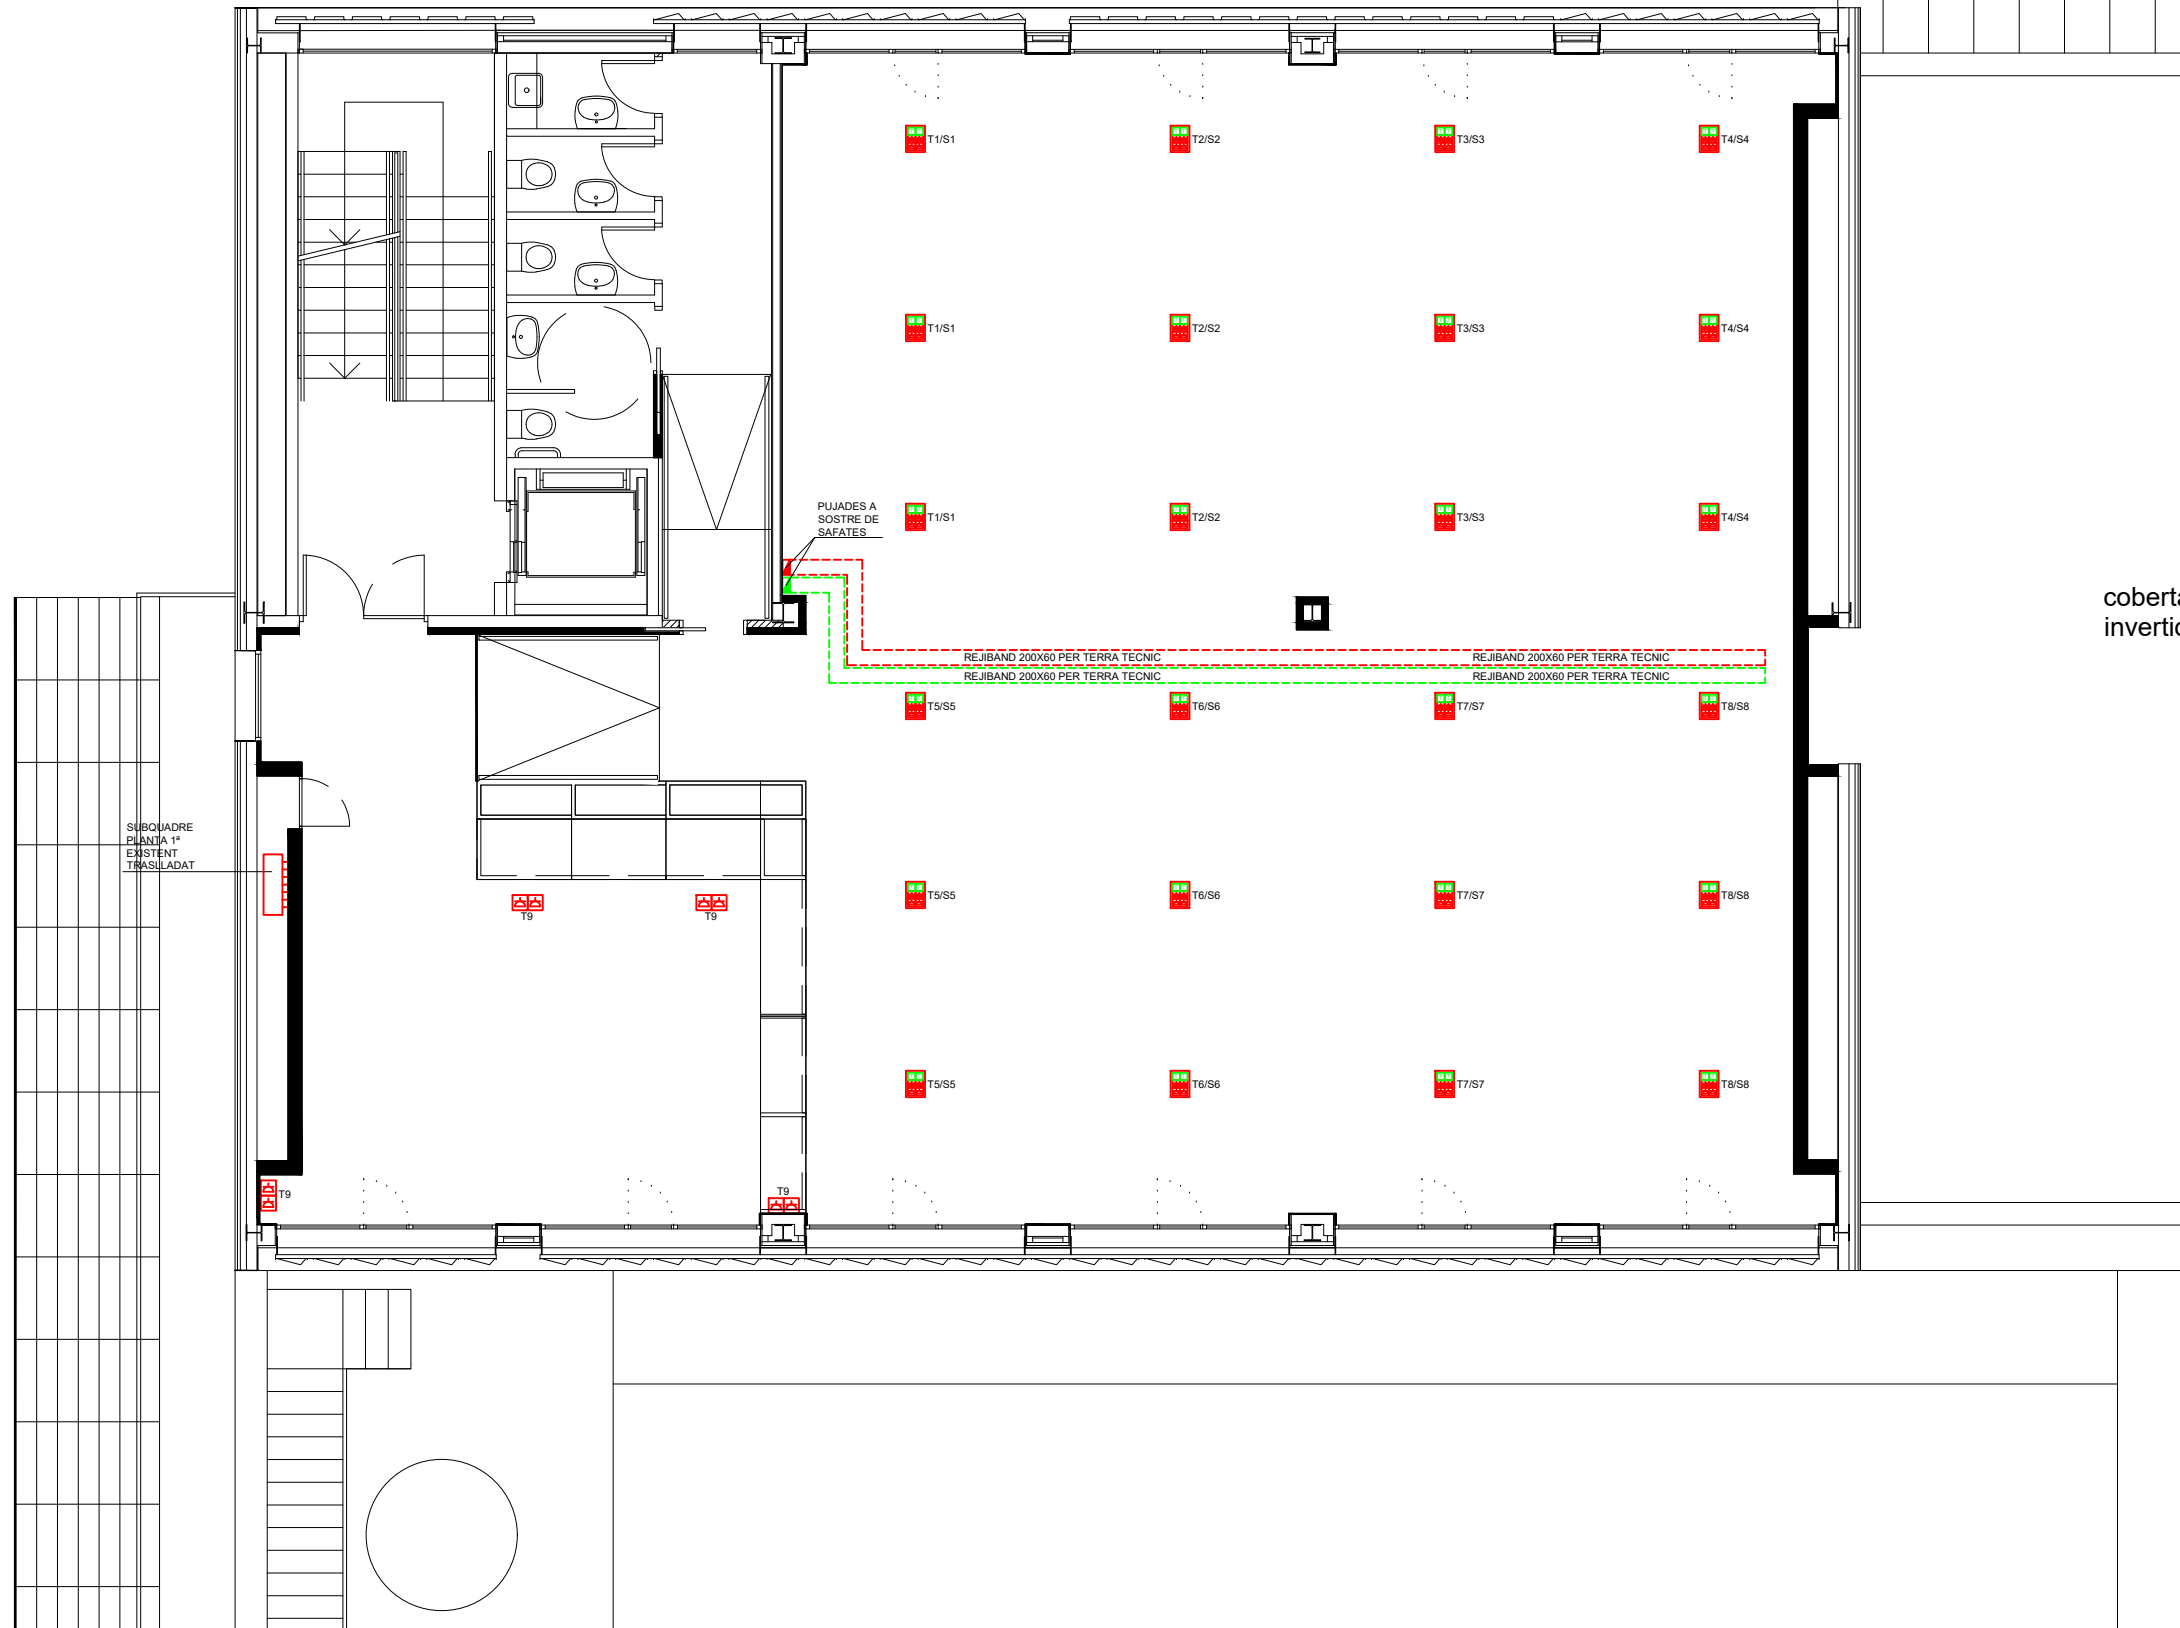 T1/S1 T2/S2 T3/S3 T4/S4
T1/S1 T2/S2 T3/S3 T4/S4
PUJADES A
SOSTRE DE
SAFATES
T1/S1 T2/S2 T3/S3 T4/S4
coberta
invertid
REJIBAND 200X60 PER TERRA TECNIC REJIBAND 200X60 PER TERRA TECNIC
REJIBAND 200X60 PER TERRA TECNIC REJIBAND 200X60 PER TERRA TECNIC
T5/S5 T6/S6 T7/S7 T8/S8
SUBQUADRE
PLANTA 1ª
EXISTENT
TRASLLADAT
T9 T9
T5/S5 T6/S6 T7/S7 T8/S8
T5/S5 T6/S6 T7/S7 T8/S8
T9 T9